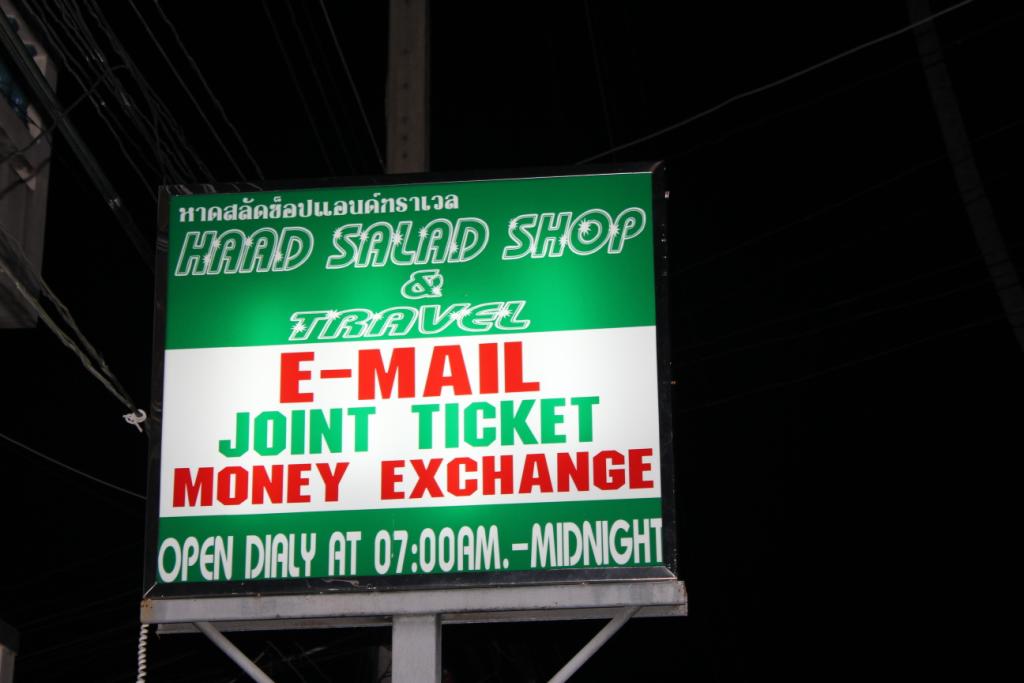 หาดสลัดช็อปแอนด์ทราเวล
HAAD SALAD SHOP
&
TRAVEL
E-MAIL
JOINT TICKET
MONEY EXCHANGE
OPEN DIALY AT 07:00AM.-MIDNIGHT